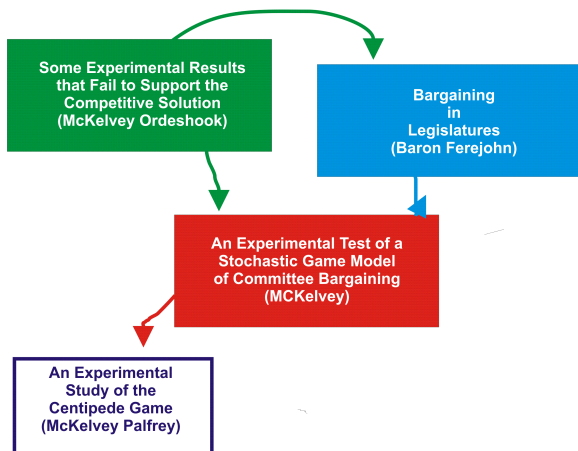 Some Experimental Results
that Fail to Support the
Competitive Solution
(McKelvey Ordeshook)
Bargaining
in
Legislatures
(Baron Ferejohn)
An Experimental Test of a
Stochastic Game Model
of Committee Bargaining
(MCKelvey)
An Experimental
Study of the
Centipede Game
(McKelvey Palfrey)